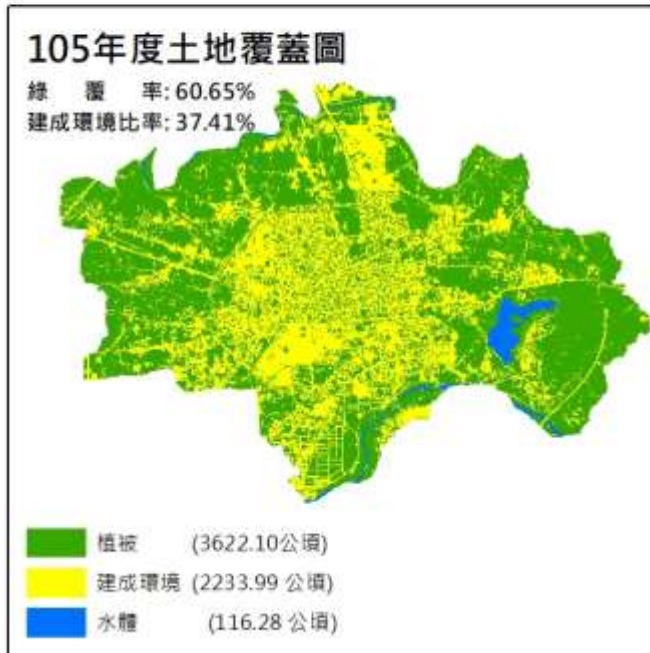 105年度土地覆蓋圖
綠覆率:60.65%
建成環境比率:37.41%
植被 (3622.10公頃)
建成環境 (2233.99 公頃)
水體 (116.28 公頃)